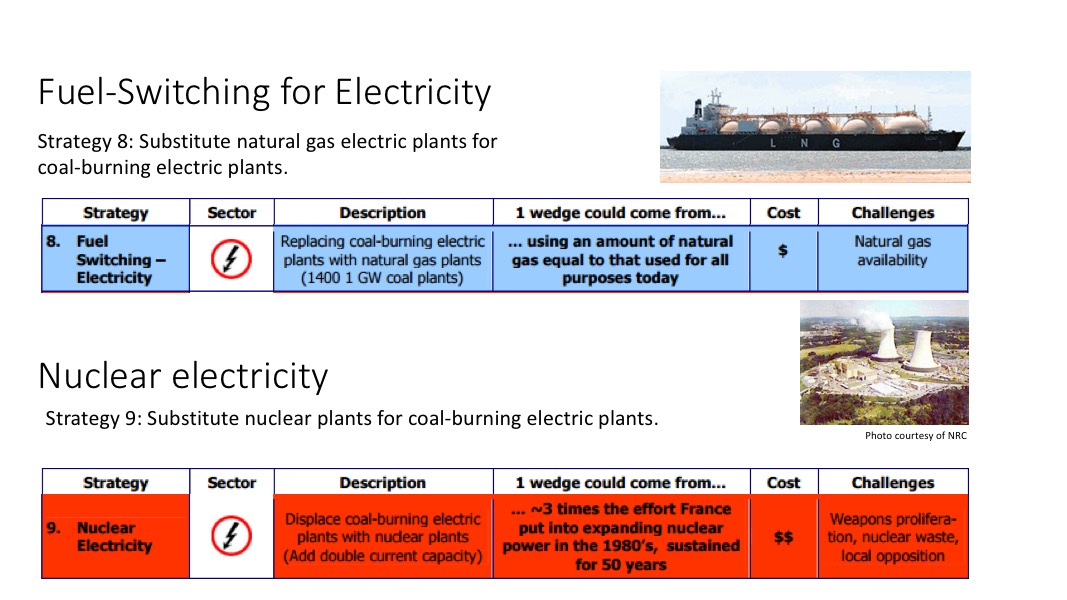 Fuel-Switching for Electricity
Strategy 8: Substitute natural gas electric plants for
coal-burning electric plants.
L N G
Strategy Sector Description 1 wedge could come from... Cost Challenges
8. Fuel
Switching –
Electricity
Replacing coal-burning electric
plants with natural gas plants
(1400 1 GW coal plants)
... using an amount of natural
gas equal to that used for all
purposes today
$
Natural gas
availability
Nuclear electricity
Strategy 9: Substitute nuclear plants for coal-burning electric plants.
Photo courtesy of NRC
Strategy Sector Description 1 wedge could come from... Cost Challenges
9. Nuclear
Electricity
Displace coal-burning electric
plants with nuclear plants
(Add double current capacity)
... ~3 times the effort France
put into expanding nuclear
power in the 1980's, sustained
for 50 years
$$
Weapons prolifera-
tion, nuclear waste,
local opposition